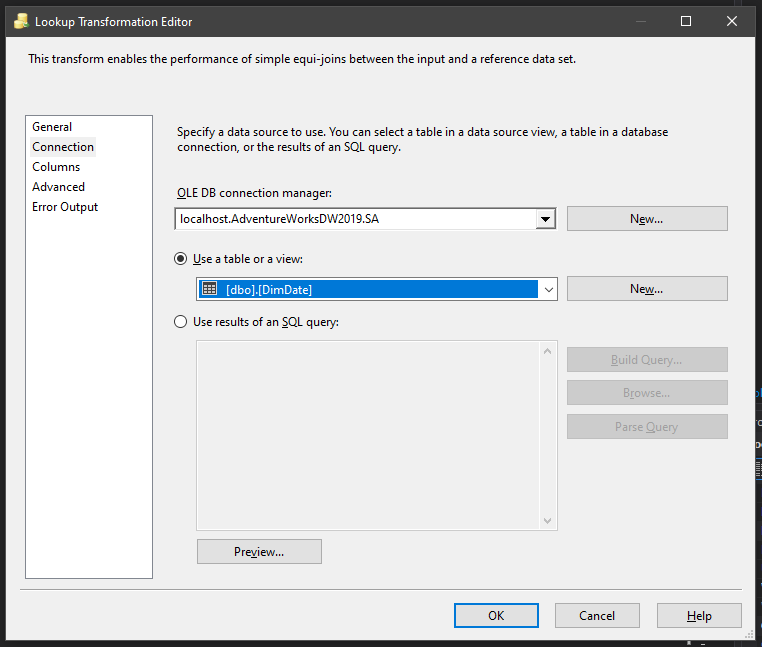 Lookup Transformation Editor
This transform enables the performance of simple equi-joins between the input and a reference data set.
General
Connection
Columns
Advanced
Error Output
Specify a data source to use. You can select a table in a data source view, a table in a database
connection, or the results of an SQL query.
OLE DB connection manager:
localhost.AdventureWorksDW2019.SA
New...
Use a table or a view:
[dbo].[DimDate]
New...
Use results of an SQL query:
Build Query...
Browse...
Parse Query
Preview...
OK
Cancel
Help